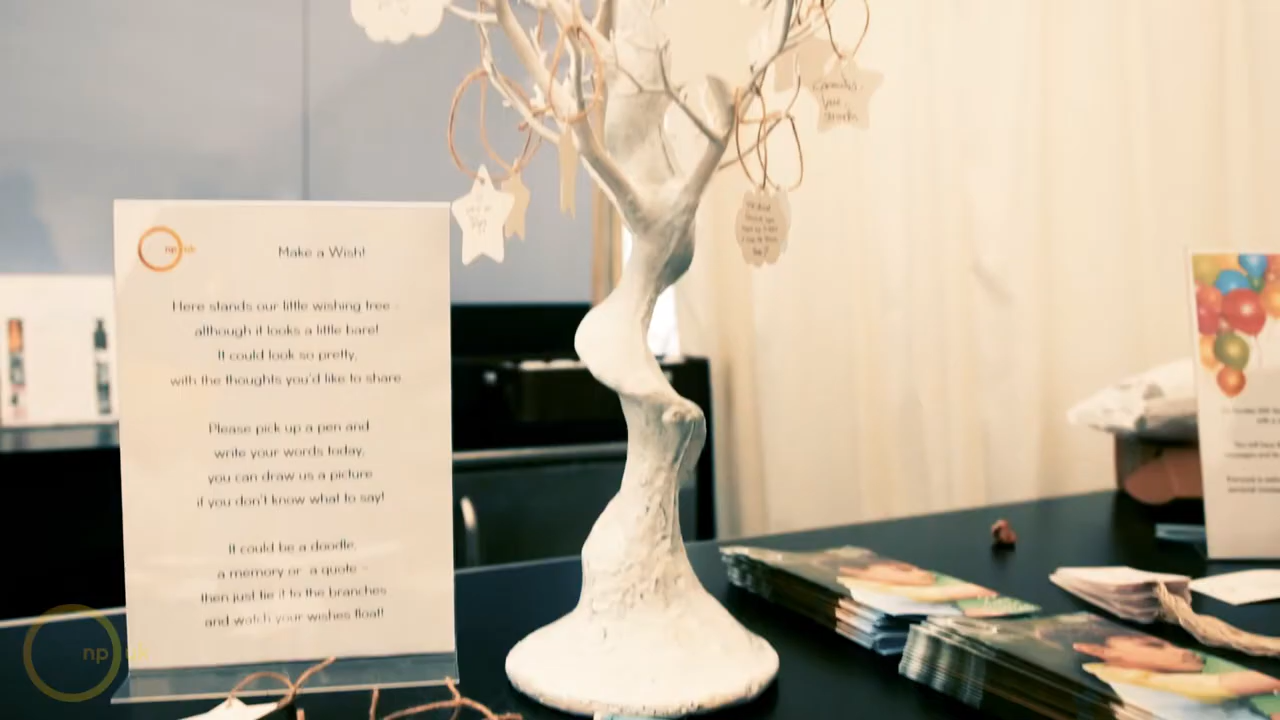 np
Make a Wish!
Here stands our little wishing tree -
although it looks a little bare!
It could look so pretty,
with the thoughts you'd like to share
Please pick up a pen and
write your words today,
you can draw us a picture
if you don't know what to say!
It could be a doodle,
a memory or a quote -
then just tie it to the branches
and watch your wishes float!
np